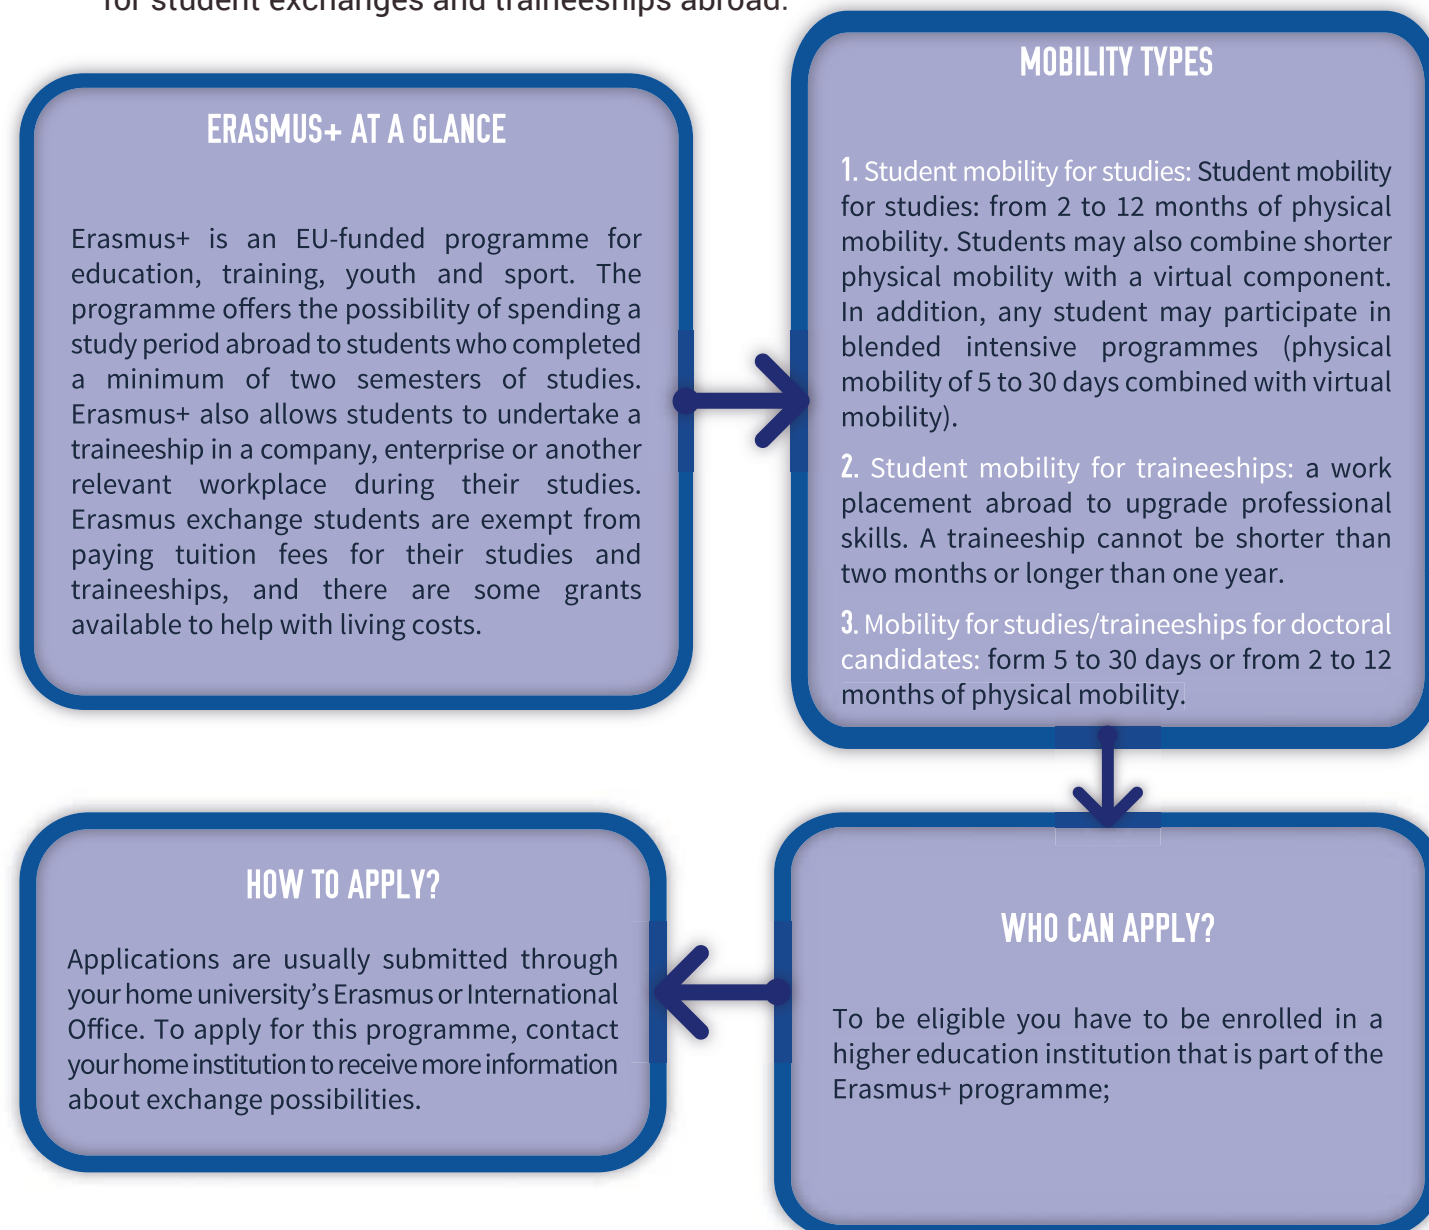 for student exchanges and traineeships abroad.
ERASMUS+ AT A GLANCE
Erasmus+ is an EU-funded programme for
education, training, youth and sport. The
programme offers the possibility of spending a
study period abroad to students who completed
a minimum of two semesters of studies.
Erasmus+ also allows students to undertake a
traineeship in a company, enterprise or another
relevant workplace during their studies.
Erasmus exchange students are exempt from
paying tuition fees for their studies and
traineeships, and there are some grants
available to help with living costs.
MOBILITY TYPES
1. Student mobility for studies: Student mobility
for studies: from 2 to 12 months of physical
mobility. Students may also combine shorter
physical mobility with a virtual component.
In addition, any student may participate in
blended intensive programmes (physical
mobility of 5 to 30 days combined with virtual
mobility).
2. Student mobility for traineeships: a work
placement abroad to upgrade professional
skills. A traineeship cannot be shorter than
two months or longer than one year.
3. Mobility for studies/traineeships for doctoral
candidates: form 5 to 30 days or from 2 to 12
months of physical mobility.
WHO CAN APPLY?
To be eligible you have to be enrolled in a
higher education institution that is part of the
Erasmus+ programme;
HOW TO APPLY?
Applications are usually submitted through
your home university's Erasmus or International
Office. To apply for this programme, contact
your home institution to receive more information
about exchange possibilities.